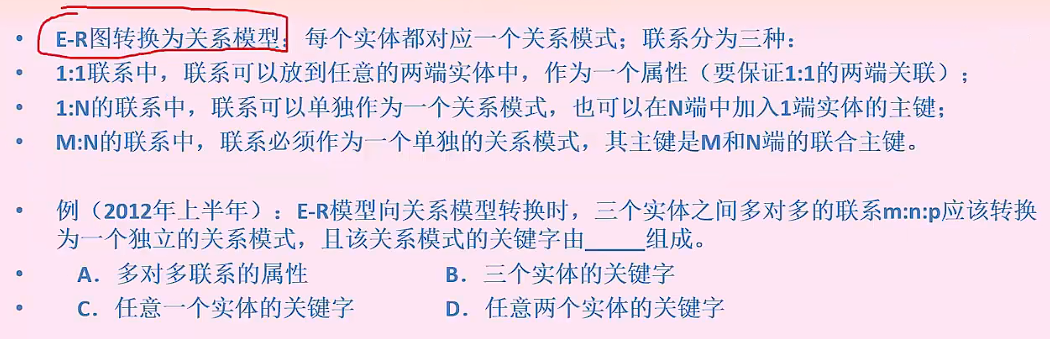 • E-R图转换为关系模型：每个实体都对应一个关系模式；联系分为三种：
• 1:1联系中，联系可以放到任意的两端实体中，作为一个属性（要保证1:1的两端关联）；
• 1:N的联系中，联系可以单独作为一个关系模式，也可以在N端中加入1端实体的主键；
• M:N的联系中，联系必须作为一个单独的关系模式，其主键是M和N端的联合主键。
• 例（2012年上半年）：E-R模型向关系模型转换时，三个实体之间多对多的联系m:n:p应该转换
为一个独立的关系模式，且该关系模式的关键字由_____组成。
• A．多对多联系的属性 B．三个实体的关键字
• C．任意一个实体的关键字 D．任意两个实体的关键字